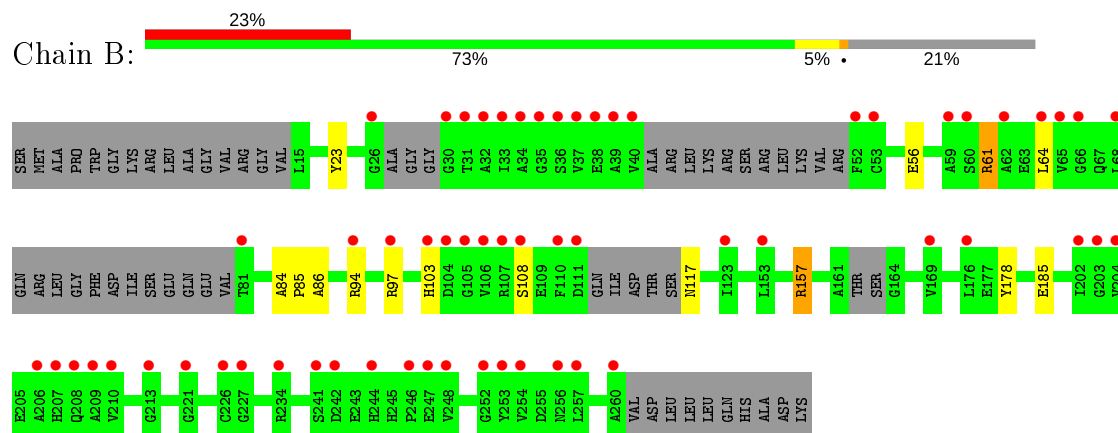 23%
Chain B:
73% 5% • 21%
SER MET ALA PRO TRP GLY LYS ARG LEU ALA GLY VAL ARG GLY VAL L15 Y23 G26 ALA GLY GLY G30 T31 A32 I33 A34 G35 S36 V37 E38 A39 V40 ALA ARG LEU LYS ARG SER ARG LEU LYS VAL ARG F52 C53 E56 A59 S60 R61 A62 E63 L64 V65 G66 Q67 L68
GLN ARG LEU GLY PHE ASP ILE SER GLU GLN GLU VAL T81 A84 P85 A86 R94 R97 H103 D104 G105 V106 R107 S108 E109 F110 D111 GLN ILE ASP THR SER N117 I123 L153 R157 A161 THR SER G164 V169 L176 E177 Y178 E185 I202 G203 V204
E205 A206 H207 Q208 A209 V210 G213 G221 C226 G227 R234 S241 D242 E243 H244 H245 P246 E247 V248 G252 Y253 V254 D255 N256 L257 A260 VAL ASP LEU LEU LEU GLN HIS ALA ASP LYS